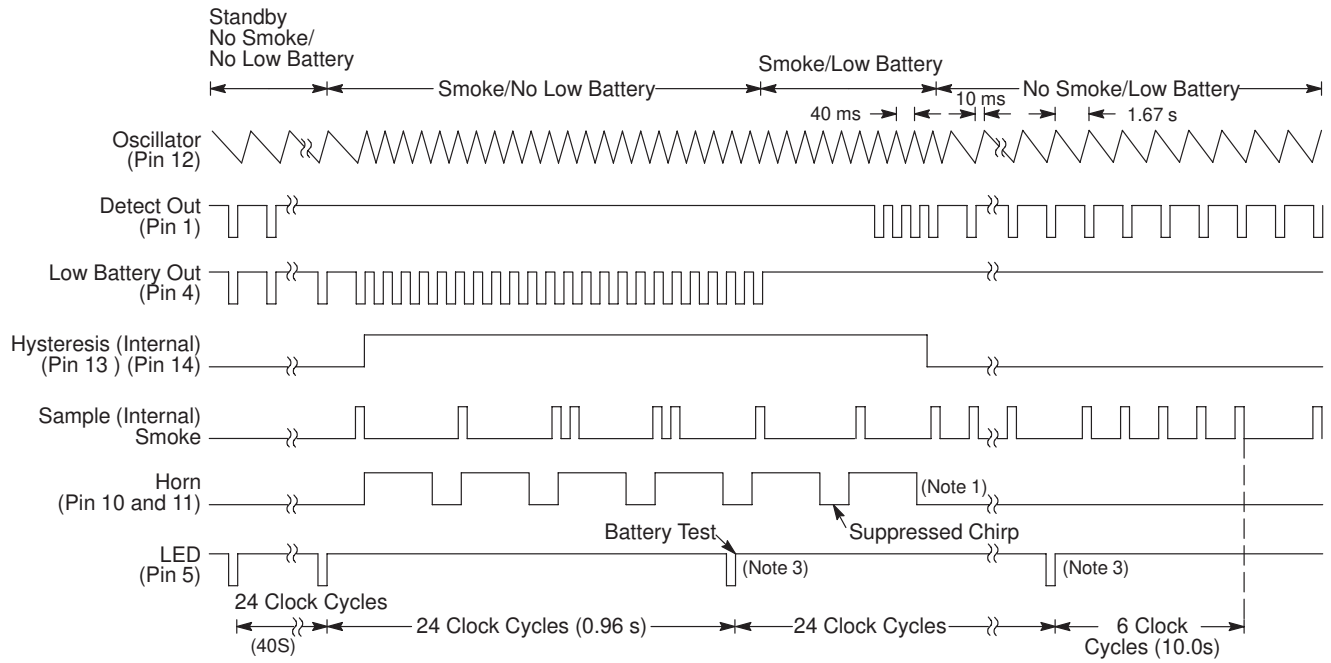 Standby
No Smoke/
No Low Battery
Smoke/No Low Battery
Smoke/Low Battery
No Smoke/Low Battery
40 ms
10 ms
1.67 s
Oscillator
(Pin 12)
Detect Out
(Pin 1)
Low Battery Out
(Pin 4)
Hysteresis (Internal)
(Pin 13 ) (Pin 14)
Sample (Internal)
Smoke
Horn
(Pin 10 and 11)
(Note 1)
Suppressed Chirp
Battery Test
LED
(Pin 5)
(Note 3)
(Note 3)
24 Clock Cycles
(40S)
24 Clock Cycles (0.96 s)
24 Clock Cycles
6 Clock
Cycles (10.0s)